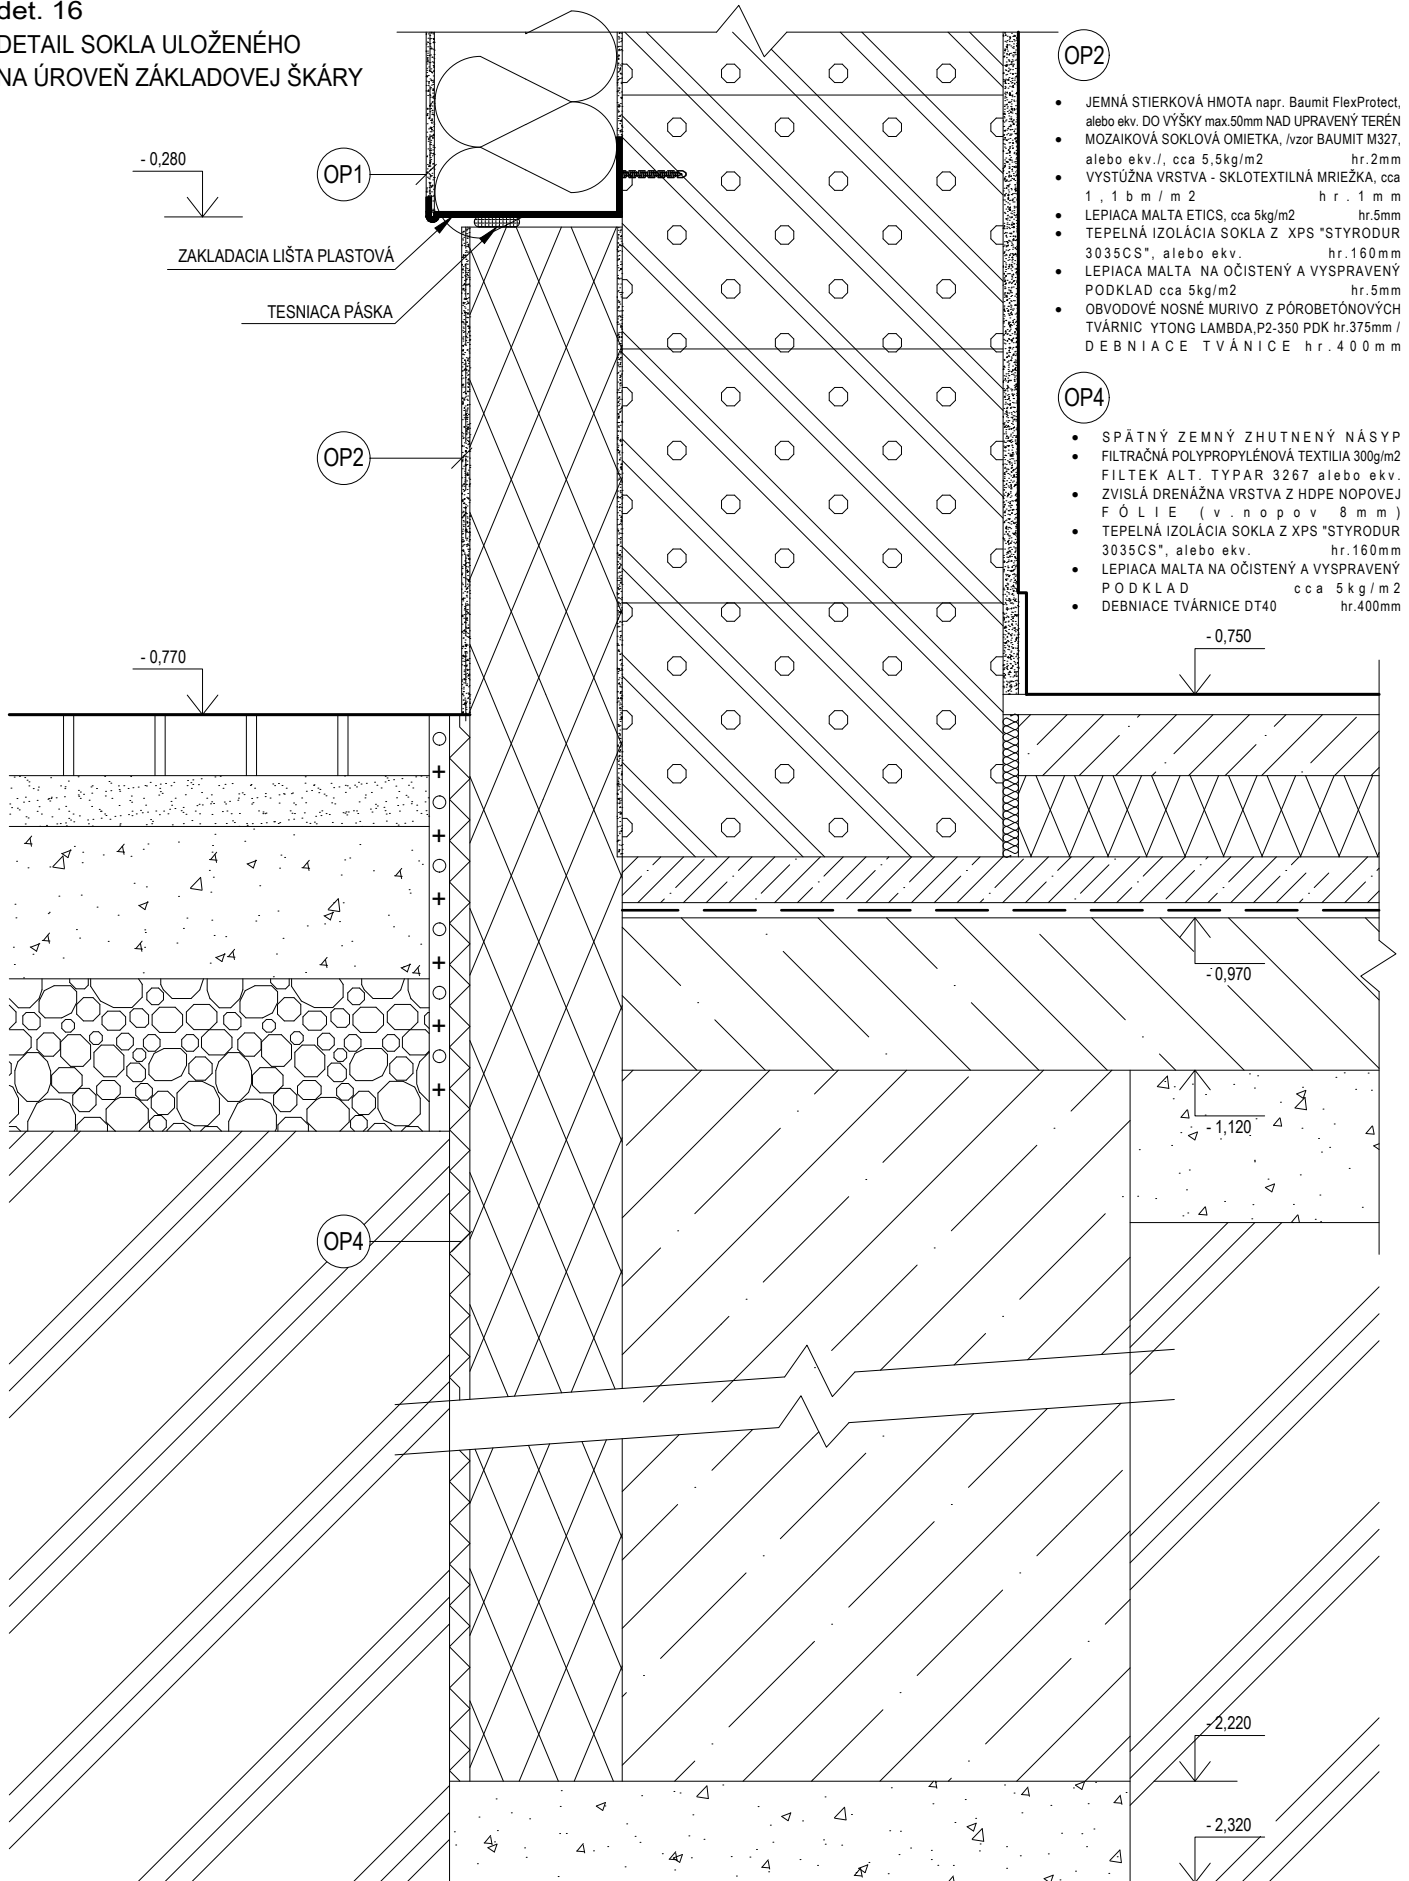 det. 16
DETAIL SOKLA ULOŽENÉHO
NA ÚROVEŇ ZÁKLADOVEJ ŠKÁRY
- 0,280
OP1
ZAKLADACIA LIŠTA PLASTOVÁ
TESNIACA PÁSKA
OP2
- 0,770
OP4
OP2
• JEMNÁ STIERKOVÁ HMOTA napr. Baumit FlexProtect,
alebo ekv. DO VÝŠKY max.50mm NAD UPRAVENÝ TERÉN
• MOZAIKOVÁ SOKLOVÁ OMIETKA, /vzor BAUMIT M327,
alebo ekv./, cca 5,5kg/m2 hr.2mm
• VYSTÚŽNA VRSTVA - SKLOTEXTILNÁ MRIEŽKA, cca
1,1bm/m2 hr.1mm
• LEPIACA MALTA ETICS, cca 5kg/m2 hr.5mm
• TEPELNÁ IZOLÁCIA SOKLA Z XPS "STYRODUR
3035CS", alebo ekv. hr.160mm
• LEPIACA MALTA NA OČISTENÝ A VYSPRAVENÝ
PODKLAD cca 5kg/m2 hr.5mm
• OBVODOVÉ NOSNÉ MURIVO Z PÓROBETÓNOVÝCH
TVÁRNIC YTONG LAMBDA,P2-350 PDK hr.375mm /
DEBNIACE TVÁNICE hr.400mm
OP4
• SPÄTNÝ ZEMNÝ ZHUTNENÝ NÁSYP
• FILTRAČNÁ POLYPROPYLÉNOVÁ TEXTILIA 300g/m2
FILTEK ALT. TYPAR 3267 alebo ekv.
• ZVISLÁ DRENÁŽNA VRSTVA Z HDPE NOPOVEJ
FÓLIE (v.nopov 8mm)
• TEPELNÁ IZOLÁCIA SOKLA Z XPS "STYRODUR
3035CS", alebo ekv. hr.160mm
• LEPIACA MALTA NA OČISTENÝ A VYSPRAVENÝ
PODKLAD cca 5kg/m2
• DEBNIACE TVÁRNICE DT40 hr.400mm
- 0,750
- 0,970
- 1,120
- 2,220
- 2,320